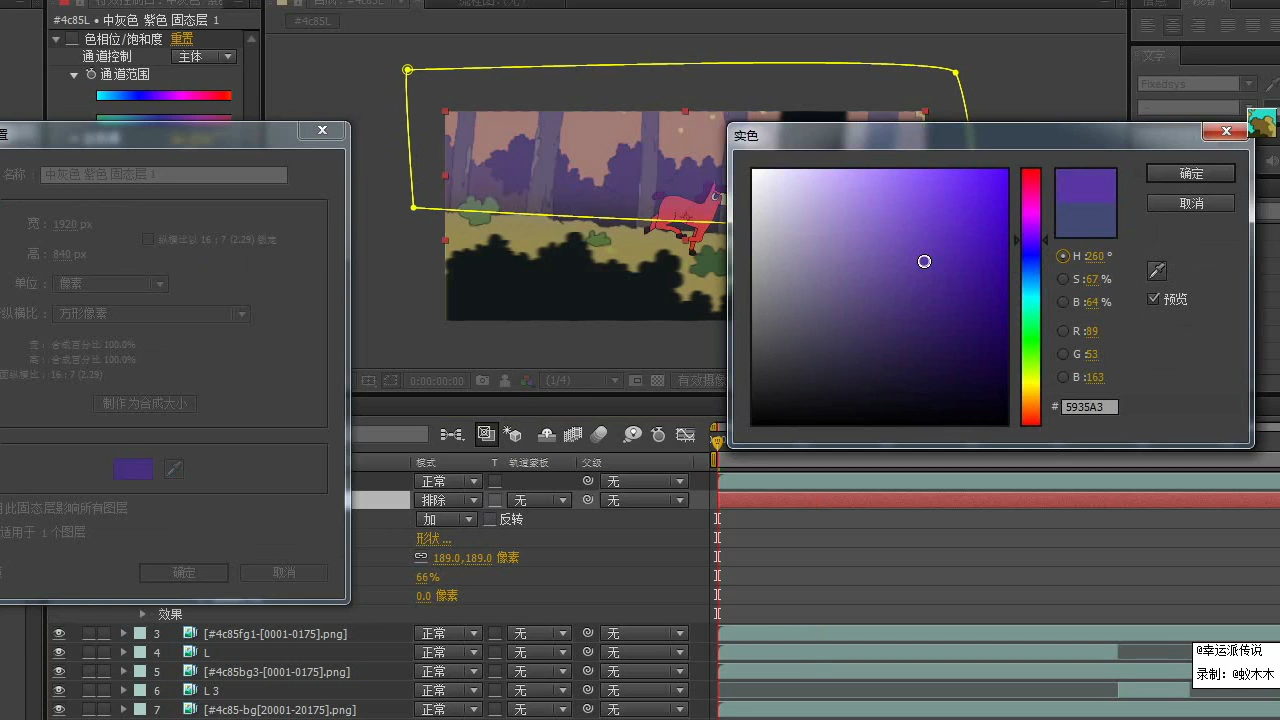 #4c85L
信息
#4c85L • 中灰色 紫色 固态层 1
文字
色相位/饱和度 重置
通道控制 主体
通道范围
Fixedsys
实色
名称 中灰色 紫色 固态层 1
确定
取消
宽: 1920 px
纵横比以 16:7 (2.29) 锁定
高: 840 px
H: 260 °
S: 67 %
B: 64 %
预览
单位: 像素
纵横比: 方形像素
R: 89
G: 53
B: 163
宽: 合成百分比 100.0%
高: 合成百分比 100.0%
面纵横比: 16:7 (2.29)
制作为合成大小
0:00:00:00 (1/4) 有效摄像
# 5935A3
模式 T 轨道蒙板 父级
正常 无
排除 无 无
此固态层影响所有图层
加 反转
适用于 1 个图层
形状...
189.0,189.0 像素
确定 取消
66%
0.0 像素
效果
3 [#4c85fg1-[0001-0175].png] 正常 无 无
4 L 正常 无 无
5 [#4c85bg3-[0001-0175].png] 正常 无 无
6 L 3 正常 无 无
7 [#4c85-bg[20001-20175].png] 正常 无 无
@幸运派传说
录制: @蚁木木